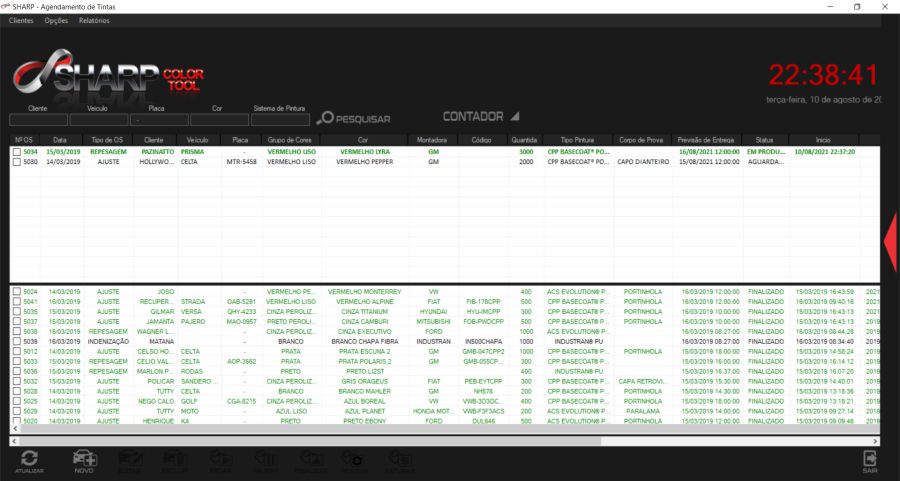 SHARP - Agendamento de Tintas
Clientes Opções Relatórios
SHARP COLOR TOOL
22:38:41
terça-feira, 10 de agosto de 20
Cliente Veiculo Placa Cor Sistema de Pintura
- PESQUISAR CONTADOR
Nº OS Data Tipo de OS Cliente Veículo Placa Grupo de Cores Cor Montadora Código Quantida Tipo Pintura Corpo de Prova Previsão de Entrega Status Inicio
5034 15/03/2019 REPESAGEM PAZINATTO PRISMA - VERMELHO LISO VERMELHO LYRA GM 3000 CPP BASECOAT® PO... 16/08/2021 12:00:00 EM PRODU... 10/08/2021 22:37:20
5030 14/03/2019 AJUSTE HOLLYWO... CELTA MTR-5458 VERMELHO LISO VERMELHO PEPPER GM 2000 CPP BASECOAT® PO... CAPO DIANTEIRO 15/08/2019 12:00:00 AGUARDA...
5024 14/03/2019 AJUSTE JOSO - VERMELHO PE... VERMELHO MONTERREY VW 400 ACS EVOLUTION® P... PORTINHOLA 16/03/2019 12:00:00 FINALIZADO 15/03/2019 16:43:59 2021
5041 16/03/2019 AJUSTE RECUPER... STRADA OAB-5291 VERMELHO LISO VERMELHO ALPINE FIAT FIB-178CPP 500 CPP BASECOAT® P... PORTINHOLA 16/03/2019 12:00:00 FINALIZADO 16/03/2019 09:40:16 2021
5035 15/03/2019 AJUSTE GILMAR VERSA QHY-4233 CINZA PEROLIZ... CINZA TITANIUM HYUNDAI HYU-IMCPP 300 CPP BASECOAT® P... PORTINHOLA 16/03/2019 10:00:00 FINALIZADO 15/03/2019 16:43:13 2021
5037 15/03/2019 AJUSTE JAMANTA PAJERO MAO-0957 PRETO PEROLI... CINZA CAMBURI MITSUBISHI FOB-PWDCPP 500 CPP BASECOAT® P... PORTINHOLA 16/03/2019 10:00:00 FINALIZADO 15/03/2019 16:43:13 2019
5038 16/03/2019 REPESAGEM WAGNER L... - CINZA PEROLIZ... CINZA EXECUTIVO FORD 1000 ACS EVOLUTION® P... 16/03/2019 08:27:00 FINALIZADO 16/03/2019 08:44:28 2019
5039 16/03/2019 INDENIZAÇÃO MATANA - BRANCO BRANCO CHAPA FIBRA INDUSTRAN IN500CHAPA 1000 INDUSTRAN® PU 16/03/2019 08:27:00 FINALIZADO 16/03/2019 08:34:40 2019
5012 14/03/2019 AJUSTE CELSO HO... CELTA - PRATA PRATA ESCUNA 2 GM GMB-047CPP2 1000 CPP BASECOAT® P... PORTINHOLA 15/03/2019 18:00:00 FINALIZADO 15/03/2019 14:58:24 2019
5033 15/03/2019 REPESAGEM CELIO VAL... CELTA AOP-3562 PRATA PRATA POLARIS 2 GM GMB-055CP... 300 CPP BASECOAT® P... 15/03/2019 16:00:00 FINALIZADO 15/03/2019 16:14:12 2019
5036 15/03/2019 REPESAGEM MARLON P... RODAS - PRETO PRETO LIZST 400 INDUSTRAN® P... 15/03/2019 16:37:00 FINALIZADO 15/03/2019 16:07:20 2019
5032 15/03/2019 AJUSTE POLICAR SANDERO ... - CINZA PEROLIZ... GRIS ORAGEUS FIAT PEB-EYTCPP 300 CPP BASECOAT® P... CAPA RETROVI... 15/03/2019 15:30:00 FINALIZADO 15/03/2019 14:40:01 2019
5028 14/03/2019 AJUSTE TUTTY CELTA - BRANCO BRANCO MAHLER GM NH578 200 CPP BASECOAT® P... PORTINHOLA 15/03/2019 14:30:00 FINALIZADO 15/03/2019 13:18:36 2019
5025 14/03/2019 AJUSTE NEGO CALO GOLF CGA-8215 CINZA PEROLIZ... AZUL BOREAL VW VWB-3D3DC... 400 CPP BASECOAT® P... PORTINHOLA 15/03/2019 18:00:00 FINALIZADO 15/03/2019 13:18:21 2019
5029 14/03/2019 AJUSTE TUTTY MOTO - AZUL LISO AZUL PLANET HONDA MOT... VWB-F3F3ACS 200 ACS EVOLUTION® P... PARALAMA 15/03/2019 14:00:00 FINALIZADO 15/03/2019 09:27:14 2019
5020 14/03/2019 AJUSTE HENRIQUE KA - PRETO PRETO EBONY FORD DUL646 500 CPP BASECOAT® P... PORTINHOLA 15/03/2019 12:00:00 FINALIZADO 15/03/2019 09:09:46 2019
ATUALIZAR NOVO SAIR